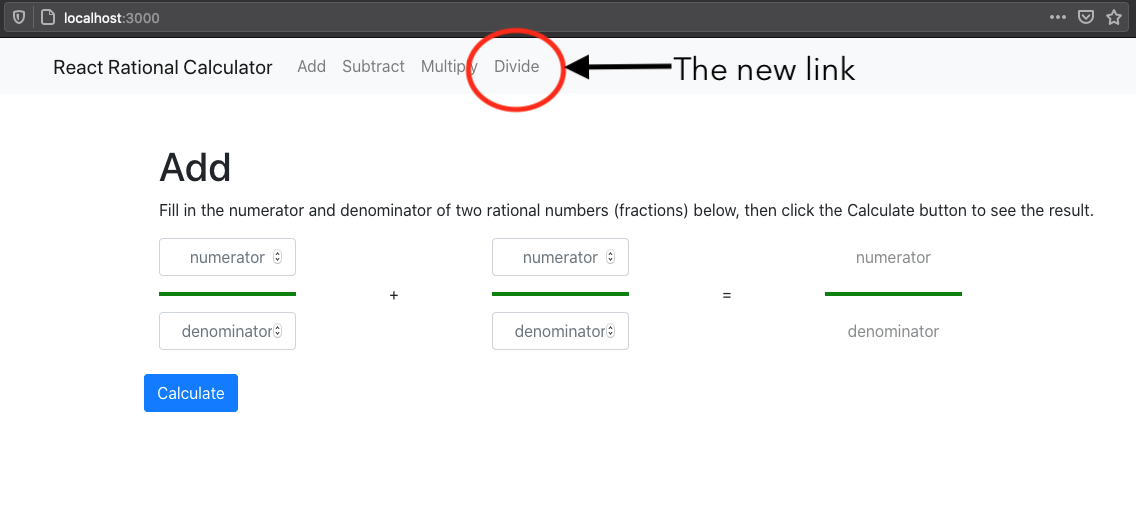 localhost:3000
React Rational Calculator Add Subtract Multiply Divide The new link
Add
Fill in the numerator and denominator of two rational numbers (fractions) below, then click the Calculate button to see the result.
numerator numerator numerator
+ =
denominator denominator denominator
Calculate